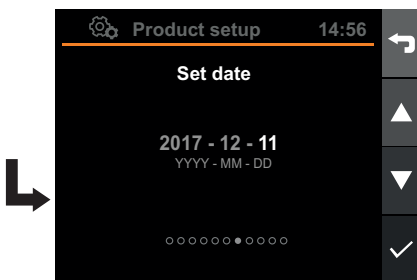 Product setup 14:56
Set date
2017 - 12 - 11
YYYY - MM - DD